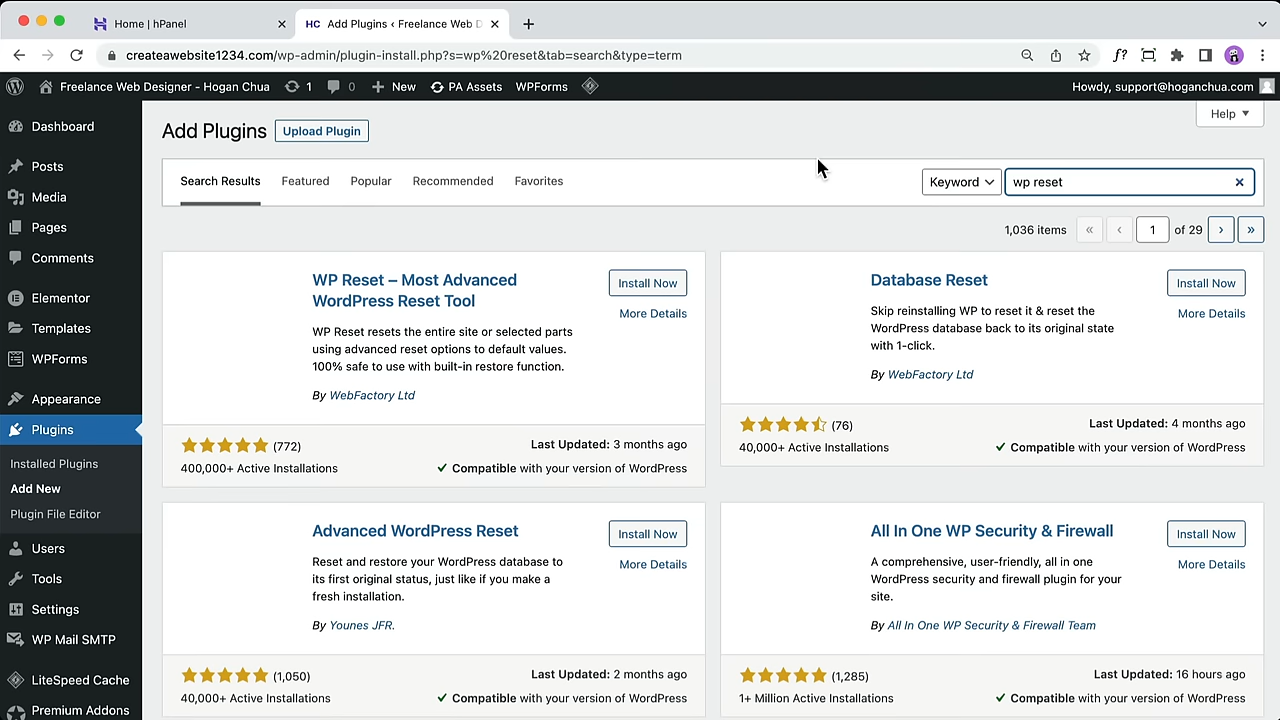 Home | hPanel
HC Add Plugins ‹ Freelance Web D
createawebsite1234.com/wp-admin/plugin-install.php?s=wp%20reset&tab=search&type=term
f?
Freelance Web Designer - Hogan Chua 1 0 New PA Assets WPForms Howdy, support@hoganchua.com
Help
Dashboard
Posts
Media
Pages
Comments
Elementor
Templates
WPForms
Appearance
Plugins
Installed Plugins
Add New
Plugin File Editor
Users
Tools
Settings
WP Mail SMTP
LiteSpeed Cache
Premium Addons
Add Plugins Upload Plugin
Search Results Featured Popular Recommended Favorites Keyword wp reset
1,036 items « ‹ 1 of 29 › »
WP Reset – Most Advanced
WordPress Reset Tool
Install Now
More Details
WP Reset resets the entire site or selected parts
using advanced reset options to default values.
100% safe to use with built-in restore function.
By WebFactory Ltd
(772)
Last Updated: 3 months ago
400,000+ Active Installations
Compatible with your version of WordPress
Database Reset
Install Now
More Details
Skip reinstalling WP to reset it & reset the
WordPress database back to its original state
with 1-click.
By WebFactory Ltd
(76)
Last Updated: 4 months ago
40,000+ Active Installations
Compatible with your version of WordPress
Advanced WordPress Reset
Install Now
More Details
Reset and restore your WordPress database to
its first original status, just like if you make a
fresh installation.
By Younes JFR.
(1,050)
Last Updated: 2 months ago
40,000+ Active Installations
Compatible with your version of WordPress
All In One WP Security & Firewall
Install Now
More Details
A comprehensive, user-friendly, all in one
WordPress security and firewall plugin for your
site.
By All In One WP Security & Firewall Team
(1,285)
Last Updated: 16 hours ago
1+ Million Active Installations
Compatible with your version of WordPress